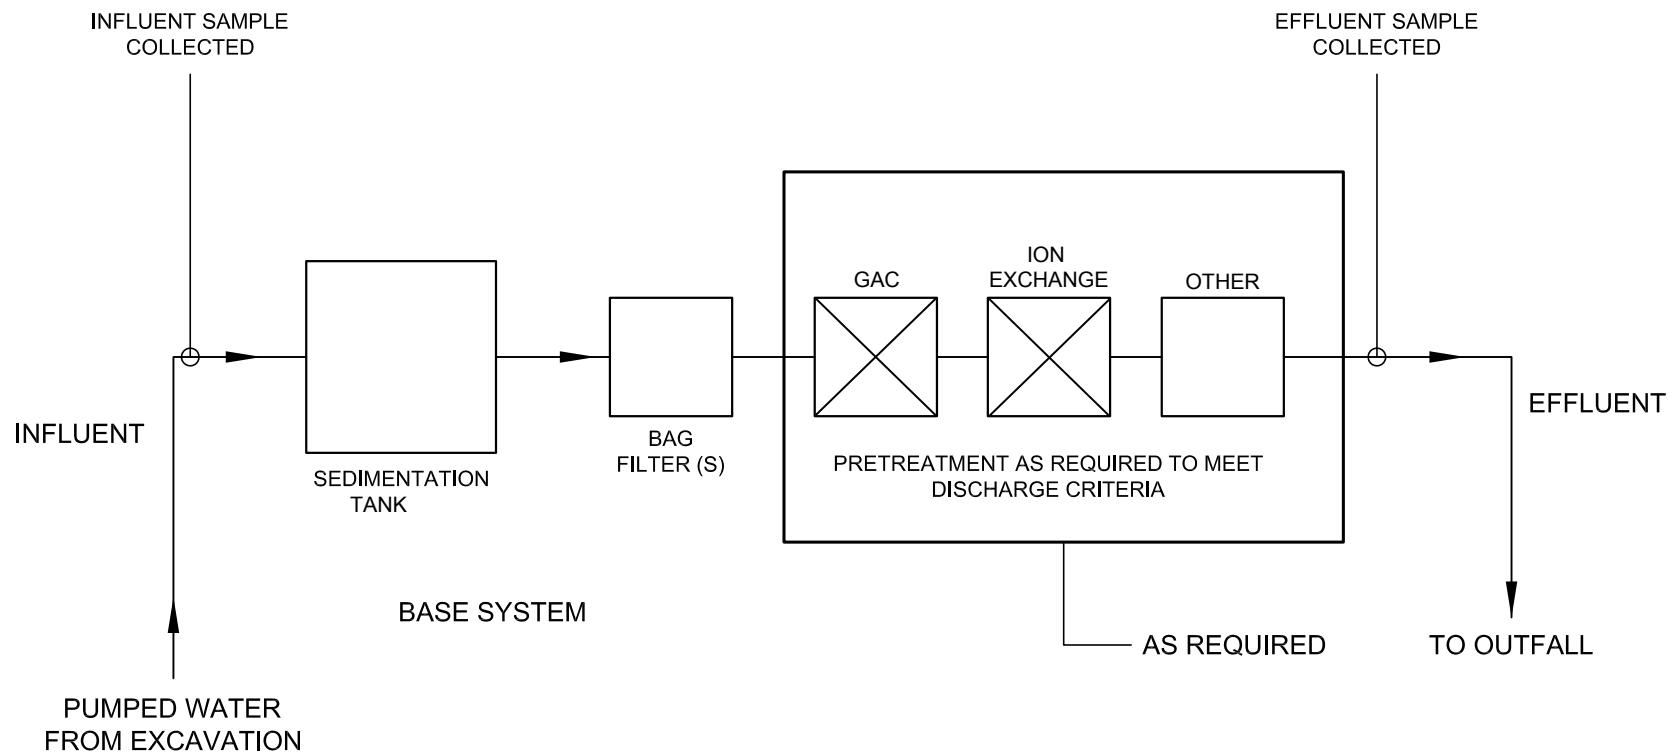 INFLUENT SAMPLE
COLLECTED
EFFLUENT SAMPLE
COLLECTED
GAC
ION
EXCHANGE
OTHER
INFLUENT
EFFLUENT
SEDIMENTATION
TANK
BAG
FILTER (S)
PRETREATMENT AS REQUIRED TO MEET
DISCHARGE CRITERIA
BASE SYSTEM
AS REQUIRED
TO OUTFALL
PUMPED WATER
FROM EXCAVATION